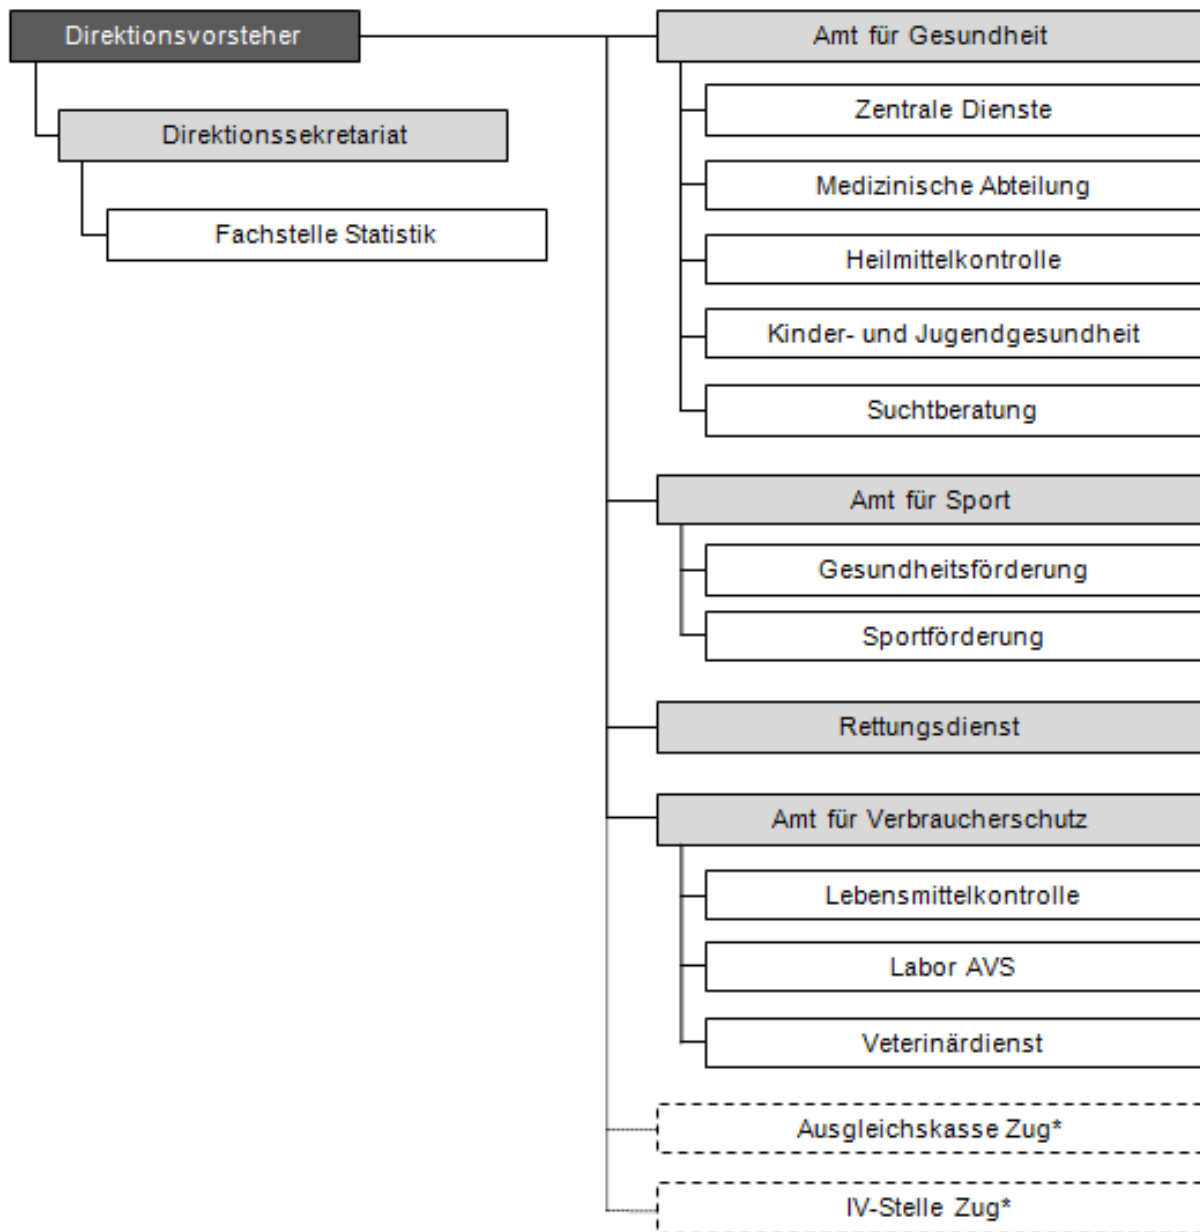 Direktionsvorsteher
Direktionssekretariat
Fachstelle Statistik
Amt für Gesundheit
Zentrale Dienste
Medizinische Abteilung
Heilmittelkontrolle
Kinder- und Jugendgesundheit
Suchtberatung
Amt für Sport
Gesundheitsförderung
Sportförderung
Rettungsdienst
Amt für Verbraucherschutz
Lebensmittelkontrolle
Labor AVS
Veterinärdienst
Ausgleichskasse Zug*
IV-Stelle Zug*